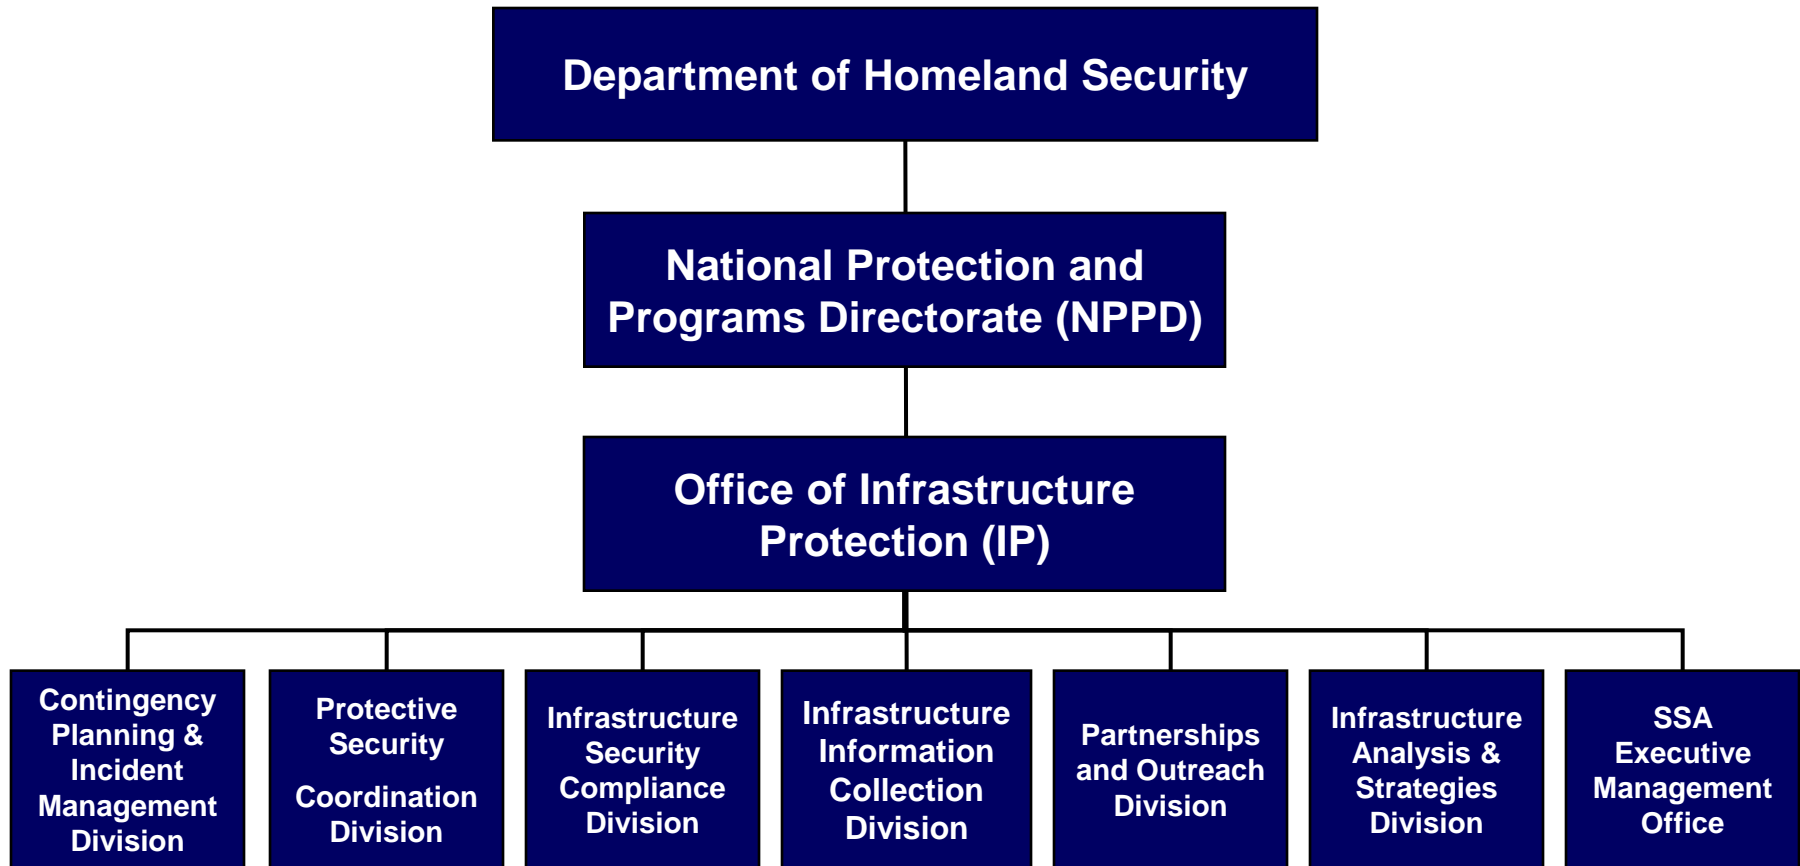 Department of Homeland Security
National Protection and
Programs Directorate (NPPD)
Office of Infrastructure
Protection (IP)
Contingency
Planning &
Incident
Management
Division
Protective
Security
Coordination
Division
Infrastructure
Security
Compliance
Division
Infrastructure
Information
Collection
Division
Partnerships
and Outreach
Division
Infrastructure
Analysis &
Strategies
Division
SSA
Executive
Management
Office